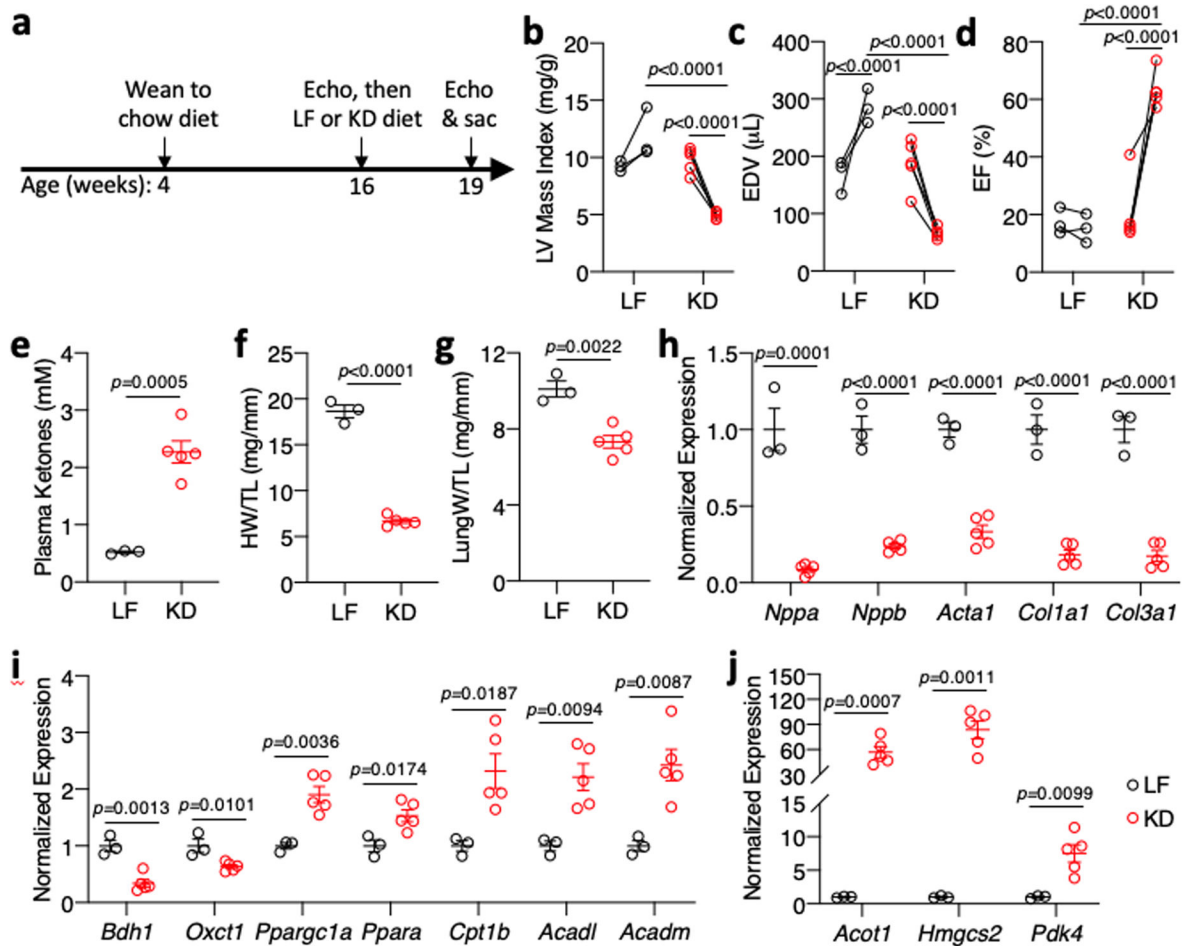 a
Wean to
chow diet
Echo, then
LF or KD diet
Echo
& sac
Age (weeks): 4
16
19
b
LV Mass Index (mg/g)
20
15
10
5
0
p<0.0001
p<0.0001
LF
KD
c
EDV (µL)
400
300
200
100
0
p<0.0001
p<0.0001
p<0.0001
LF
KD
d
EF (%)
80
60
40
20
0
p<0.0001
p<0.0001
LF
KD
e
Plasma Ketones (mM)
4
3
2
1
0
p=0.0005
LF
KD
f
HW/TL (mg/mm)
25
20
15
10
5
0
p<0.0001
LF
KD
g
LungW/TL (mg/mm)
12
8
4
0
p=0.0022
LF
KD
h
Normalized Expression
1.5
1.0
0.5
0.0
p=0.0001
p<0.0001
p<0.0001
p<0.0001
p<0.0001
Nppa
Nppb
Acta1
Col1a1
Col3a1
i
Normalized Expression
4
3
2
1
0
p=0.0013
p=0.0101
p=0.0036
p=0.0174
p=0.0187
p=0.0094
p=0.0087
Bdh1
Oxct1
Ppargc1a
Ppara
Cpt1b
Acadl
Acadm
j
Normalized Expression
150
120
90
60
30
15
10
5
0
p=0.0007
p=0.0011
p=0.0099
Acot1
Hmgcs2
Pdk4
LF
KD